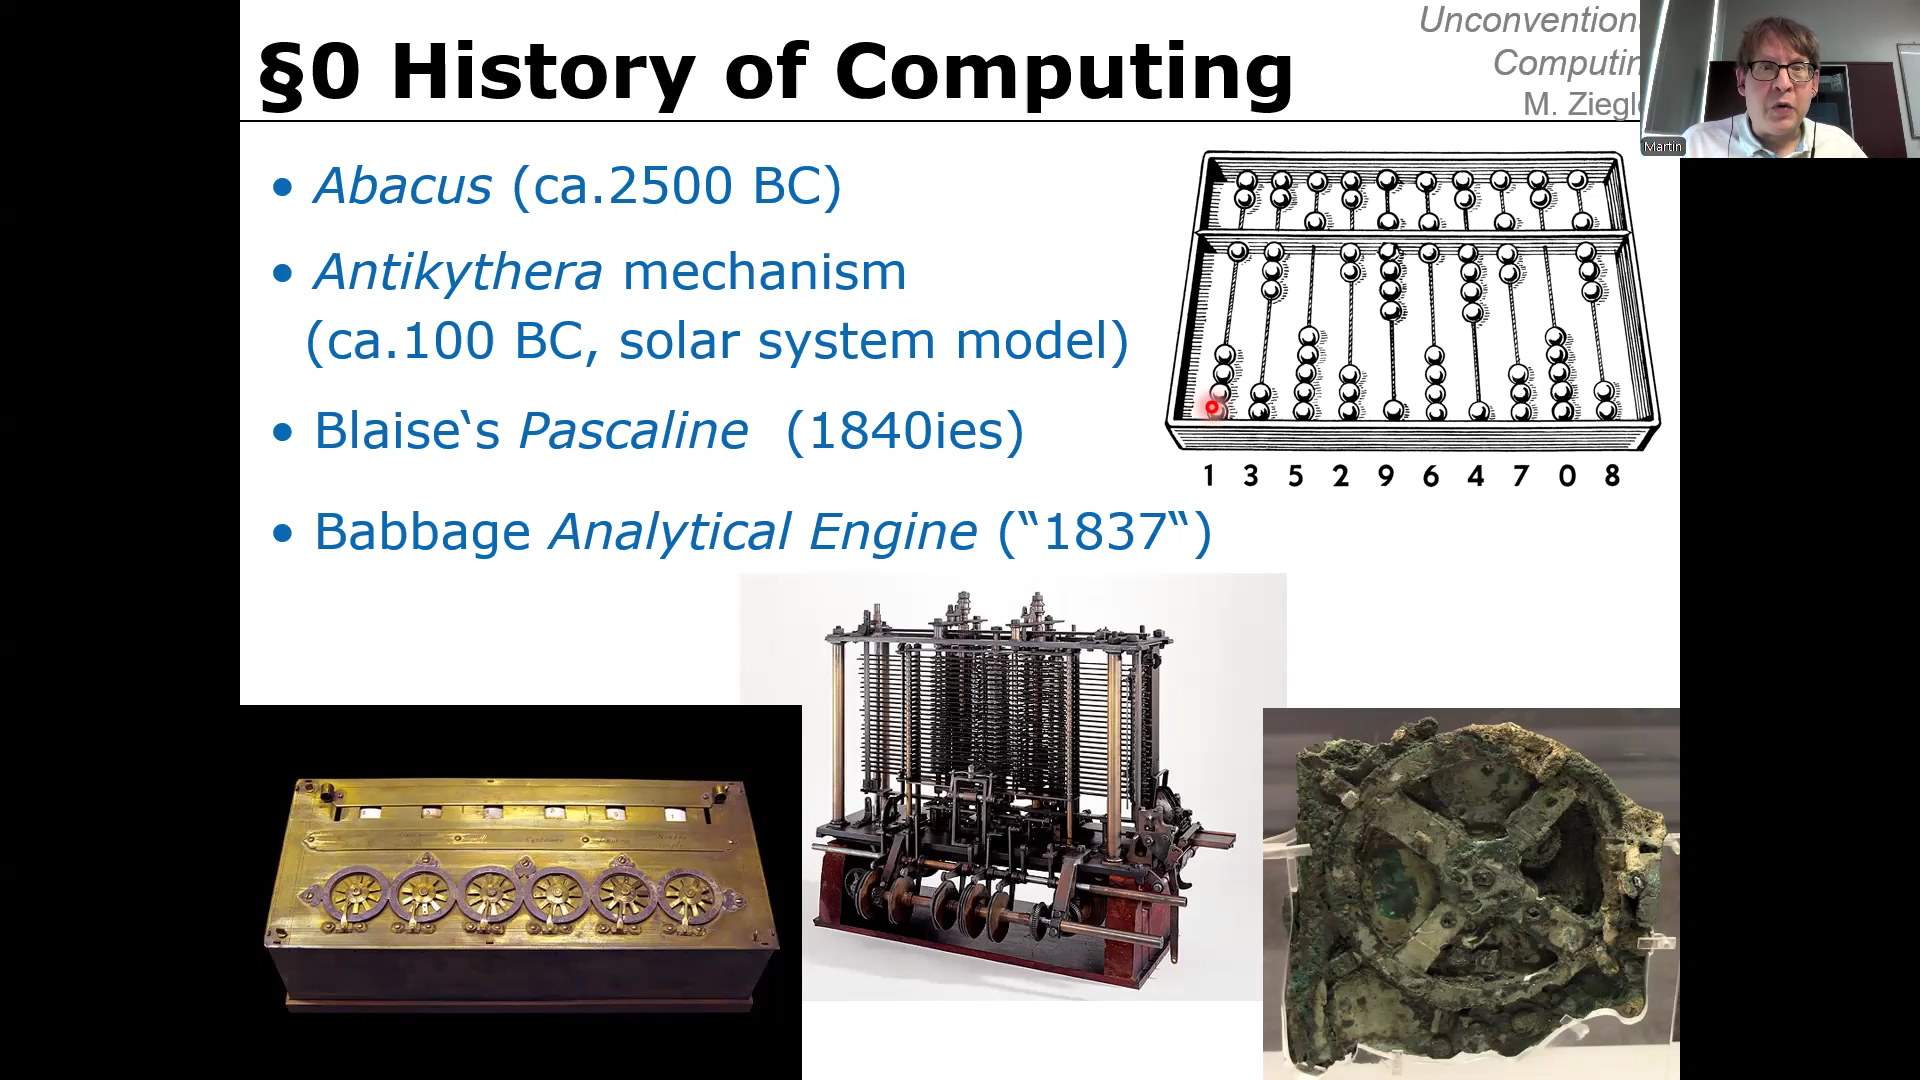 §0 History of Computing
Unconvention
Computin
M. Ziegl
Martin
• Abacus (ca.2500 BC)
• Antikythera mechanism
(ca.100 BC, solar system model)
• Blaise‘s Pascaline (1840ies)
• Babbage Analytical Engine (“1837“)
1 3 5 2 9 6 4 7 0 8